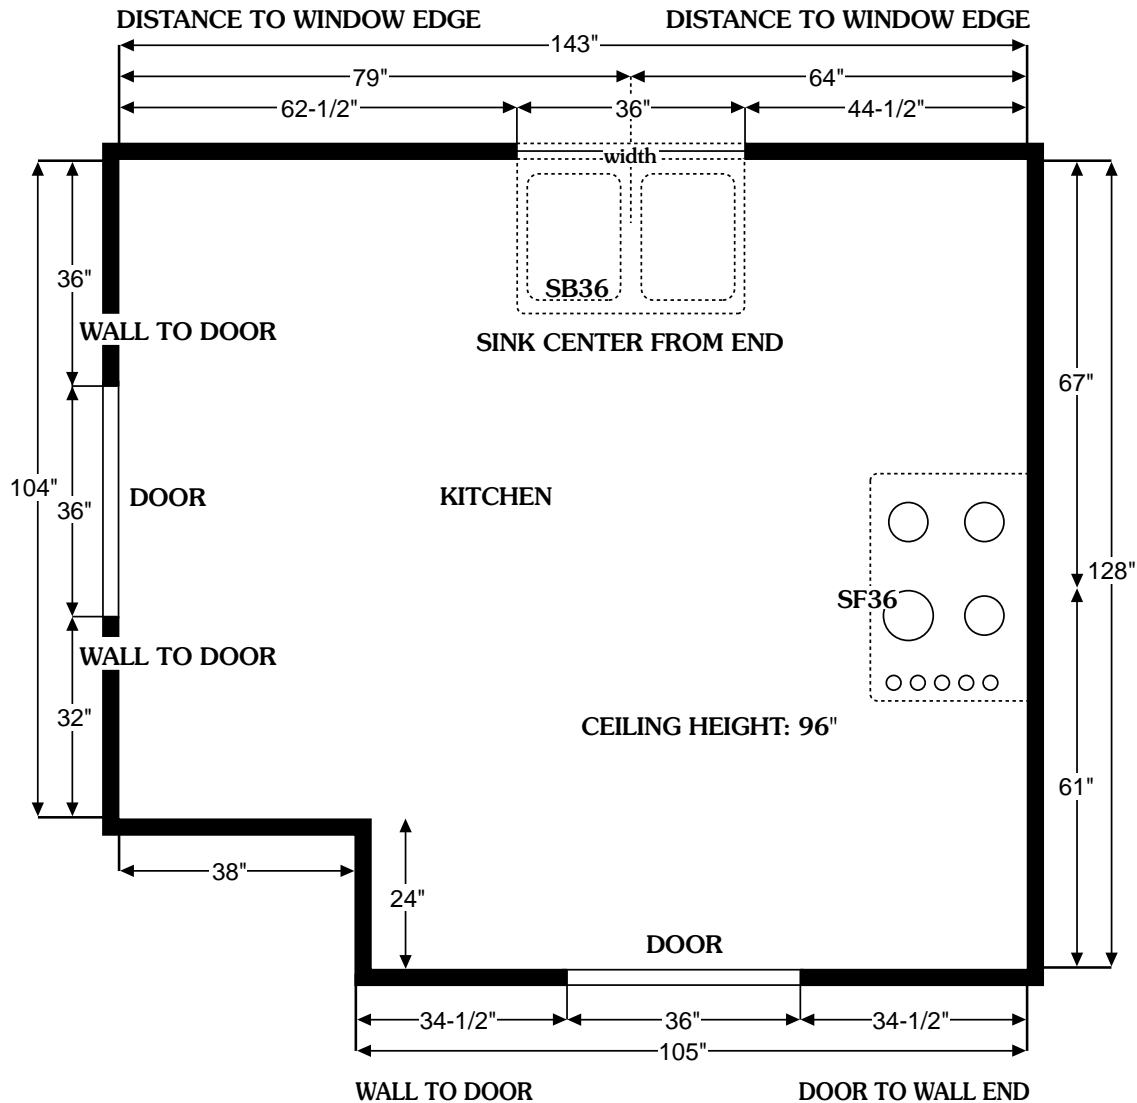 DISTANCE TO WINDOW EDGE
DISTANCE TO WINDOW EDGE
143"
79"
64"
62-1/2"
36"
44-1/2"
width
36"
SB36
WALL TO DOOR
SINK CENTER FROM END
67"
104"
36"
DOOR
KITCHEN
128"
SF36
WALL TO DOOR
32"
CEILING HEIGHT: 96"
61"
38"
24"
DOOR
34-1/2"
36"
34-1/2"
105"
WALL TO DOOR
DOOR TO WALL END